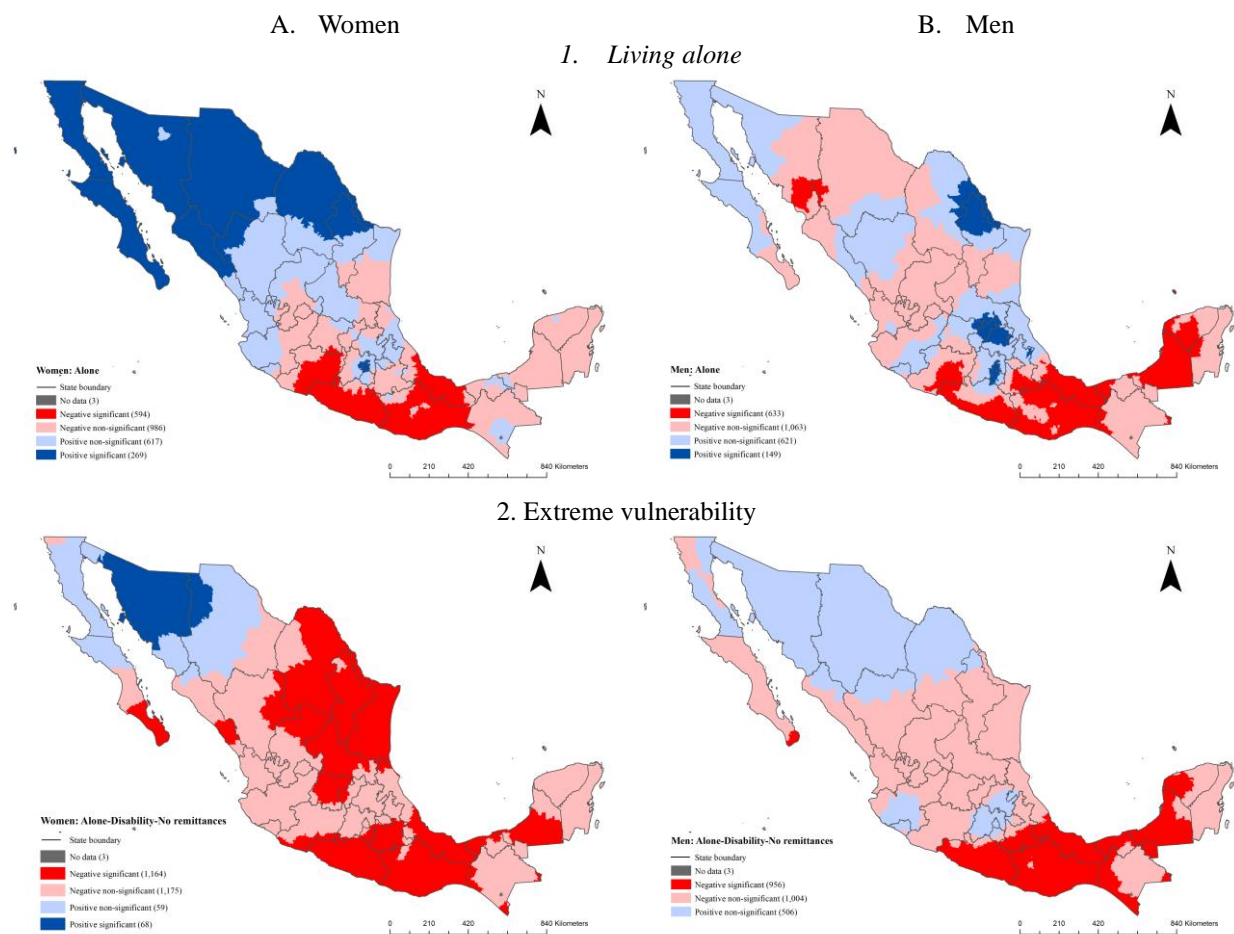 A. Women
B. Men
1. Living alone
N
Women: Alone
State boundary
No data (3)
Negative significant (594)
Negative non-significant (986)
Positive non-significant (617)
Positive significant (269)
0 210 420 840 Kilometers
N
Men: Alone
State boundary
No data (3)
Negative significant (633)
Negative non-significant (1,063)
Positive non-significant (621)
Positive significant (149)
0 210 420 840 Kilometers
2. Extreme vulnerability
N
Women: Alone-Disability-No remittances
State boundary
No data (3)
Negative significant (1,164)
Negative non-significant (1,175)
Positive non-significant (59)
Positive significant (68)
0 210 420 840 Kilometers
N
Men: Alone-Disability-No remittances
State boundary
No data (3)
Negative significant (956)
Negative non-significant (1,004)
Positive non-significant (506)
0 210 420 840 Kilometers